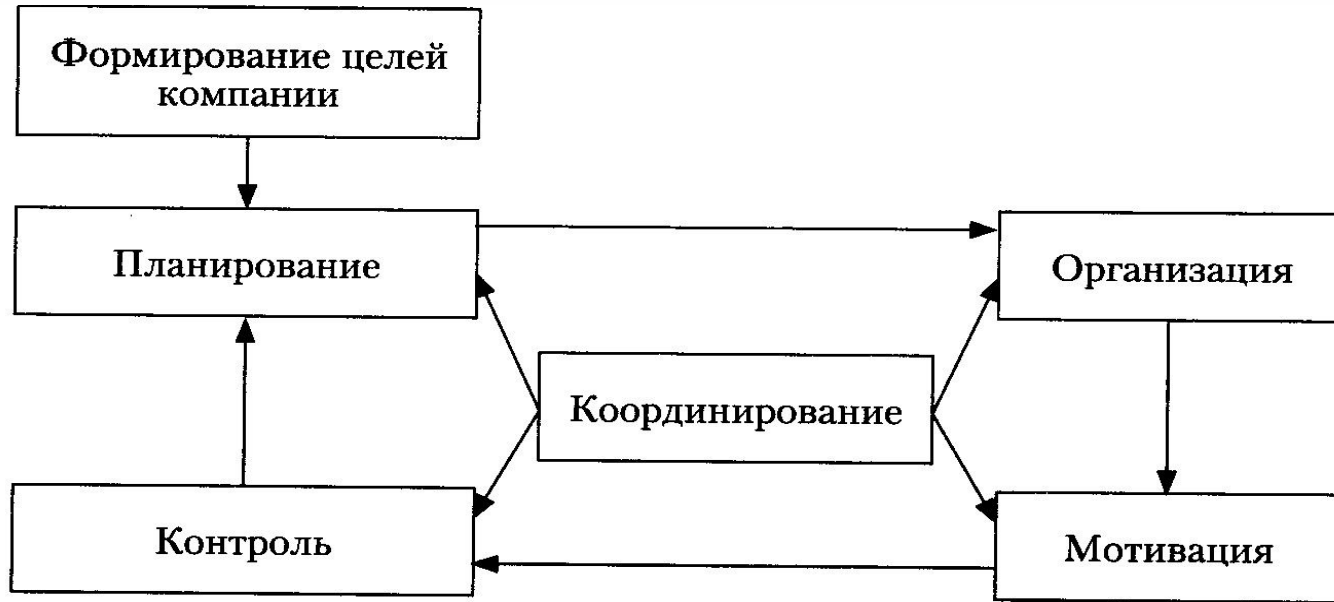 Формирование целей
компании
Планирование
Организация
Координирование
Контроль
Мотивация